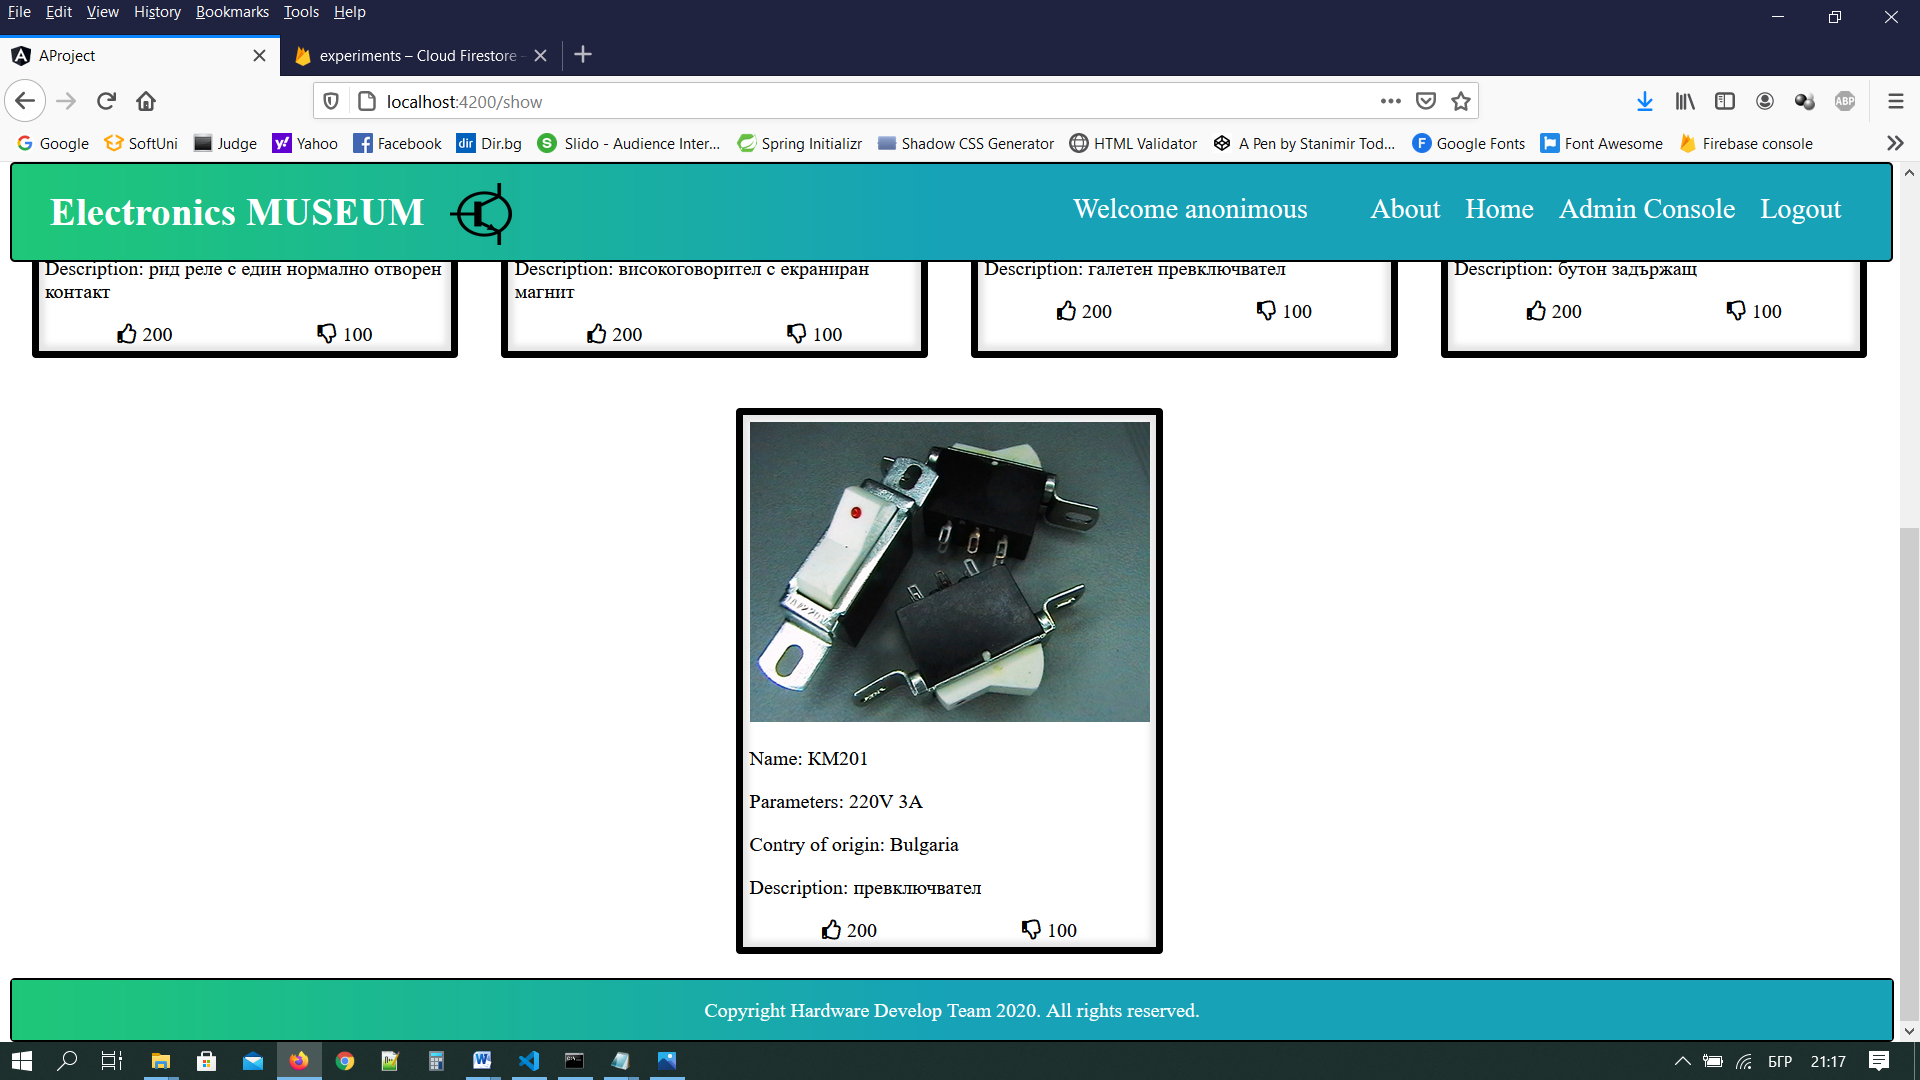 File Edit View History Bookmarks Tools Help
AProject
experiments – Cloud Firestore
localhost:4200/show
ABP
Google SoftUni Judge Yahoo Facebook Dir.bg Slido - Audience Inter... Spring Initializr Shadow CSS Generator HTML Validator A Pen by Stanimir Tod... Google Fonts Font Awesome Firebase console
Electronics MUSEUM
Welcome anonimous About Home Admin Console Logout
Description: рид реле с един нормално отворен
контакт
200 100
Description: високоговорител с екраниран
магнит
200 100
Description: галетен превключвател
200 100
Description: бутон задържащ
200 100
Name: КМ201
Parameters: 220V 3A
Contry of origin: Bulgaria
Description: превключвател
200 100
Copyright Hardware Develop Team 2020. All rights reserved.
БГР 21:17